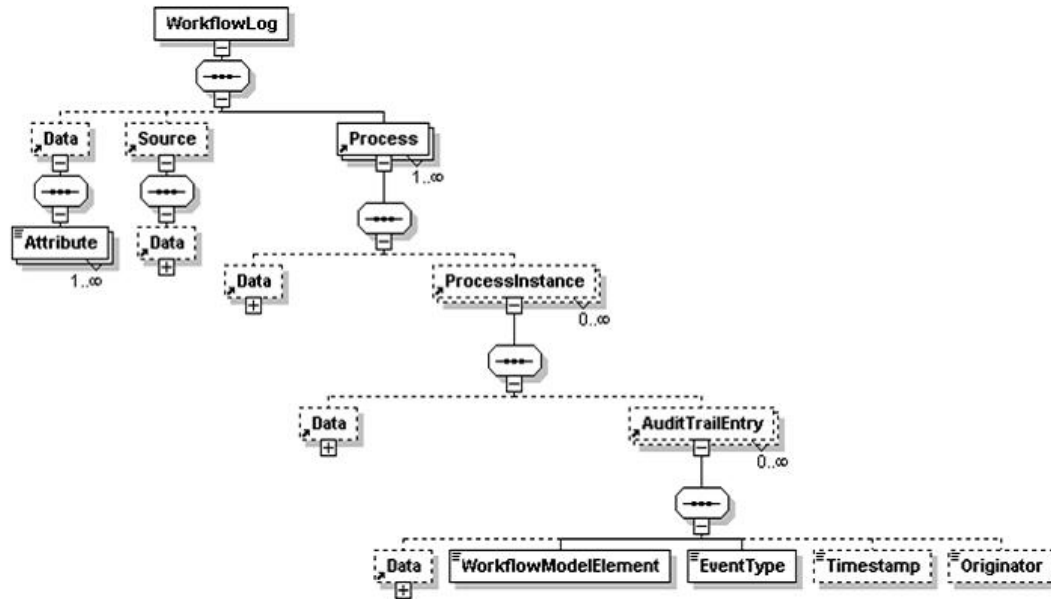 WorkflowLog
Data
Source
Process
1..∞
Attribute
1..∞
Data
Data
ProcessInstance
0..∞
Data
AuditTrailEntry
0..∞
Data
WorkflowModelElement
EventType
Timestamp
Originator